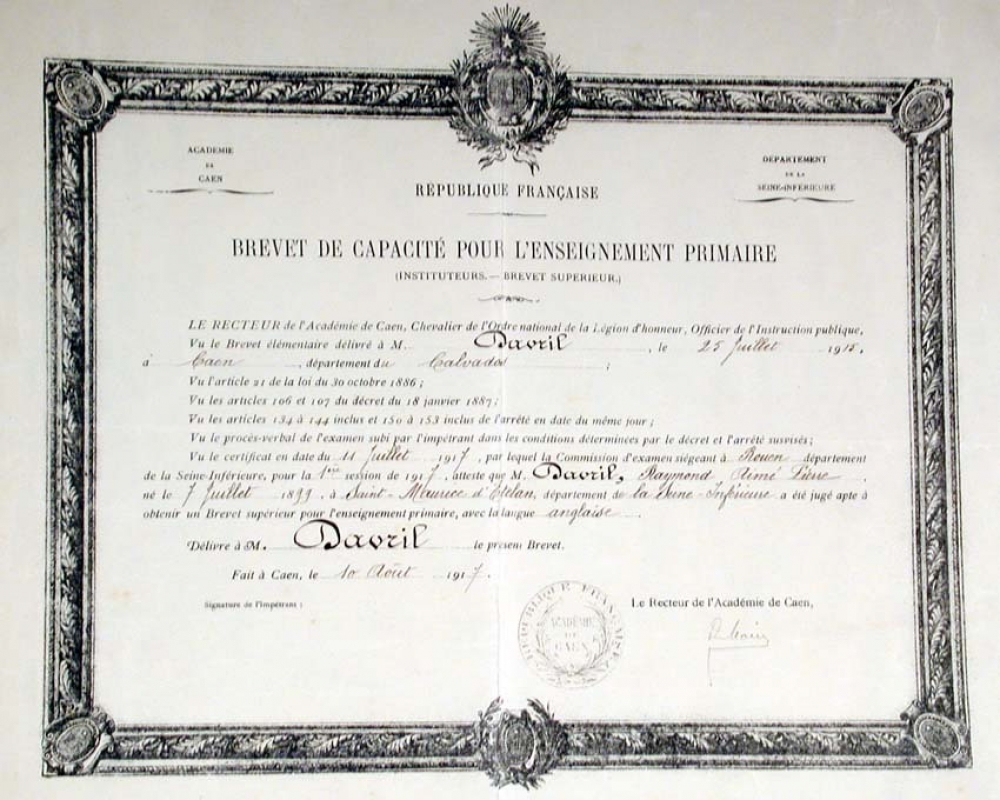 ACADEMIE
DE
CAEN
DÉPARTEMENT
DE LA
SEINE-INFÉRIEURE
RÉPUBLIQUE FRANÇAISE
BREVET DE CAPACITÉ POUR L'ENSEIGNEMENT PRIMAIRE
(INSTITUTEURS. — BREVET SUPERIEUR.)
LE RECTEUR de l'Académie de Caen, Chevalier de l'Ordre national de la Légion d'honneur, Officier de l'Instruction publique,
Vu le Brevet élémentaire délivré à M. Davril, le 25 Juillet 1915,
à Caen, département du Calvados;
Vu l'article 21 de la loi du 30 octobre 1886;
Vu les articles 106 et 107 du décret du 18 janvier 1887;
Vu les articles 134 à 144 inclus et 150 à 153 inclus de l'arrêté en date du même jour;
Vu le procès-verbal de l'examen subi par l'impétrant dans les conditions déterminées par le décret et l'arrêté susvisés;
Vu le certificat en date du 11 Juillet 1917, par lequel la Commission d'examen siégeant à Rouen département
de la Seine-Inférieure, pour la 1ère session de 1917, atteste que M. Davril, Raymond Aimé Pierre
né le 7 Juillet 1899, à Saint-Maurice d'Etelan, département de la Seine-Inférieure a été jugé apte à
obtenir un Brevet supérieur pour l'enseignement primaire, avec la langue anglaise.
Délivre à M. Davril le présent Brevet.
Fait à Caen, le 10 Août 1917.
Signature de l'Impétrant:
RÉPUBLIQUE FRANÇAISE
ACADÉMIE
DE
CAEN
Le Recteur de l'Académie de Caen,